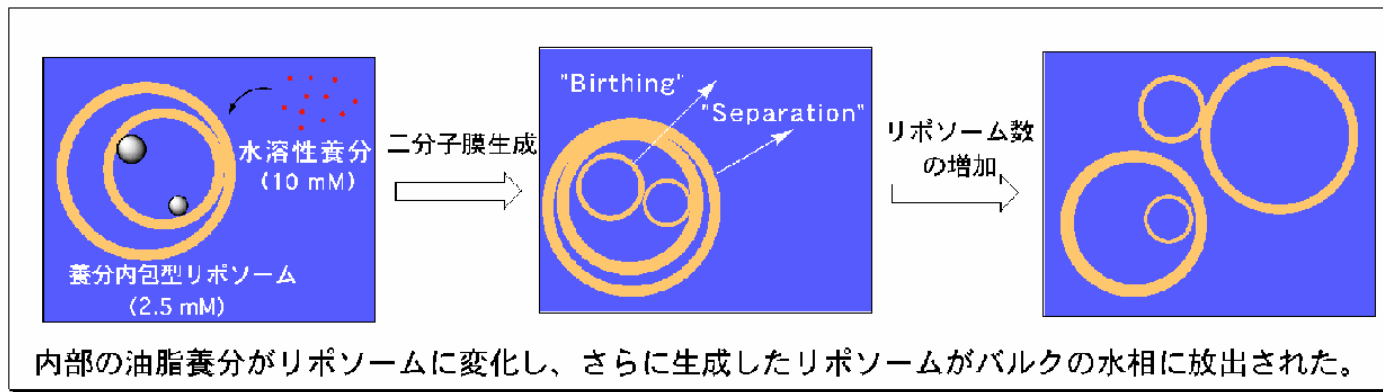 水溶性養分
(10 mM)
養分内包型リポソーム
(2.5 mM)
二分子膜生成
"Birthing"
"Separation"
リポソーム数
の増加
内部の油脂養分がリポソームに変化し、さらに生成したリポソームがバルクの水相に放出された。